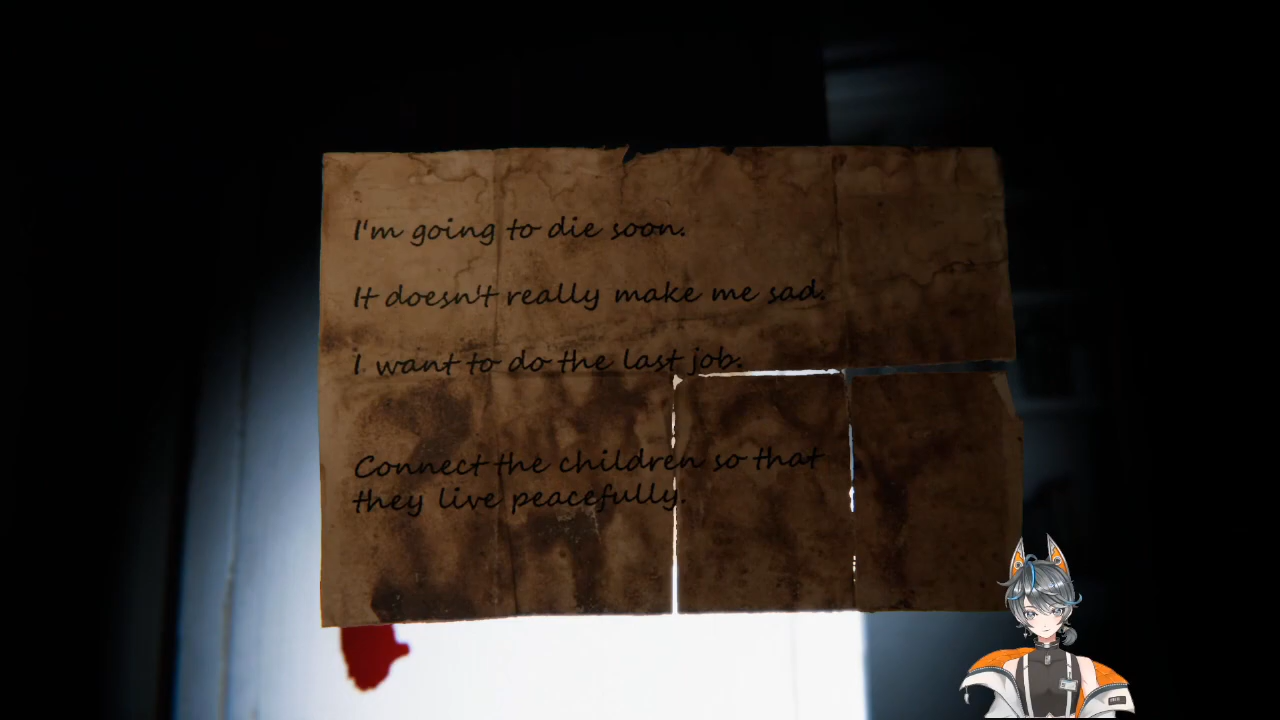 I'm going to die soon.
It doesn't really make me sad.
I want to do the last job.
Connect the children so that
they live peacefully.